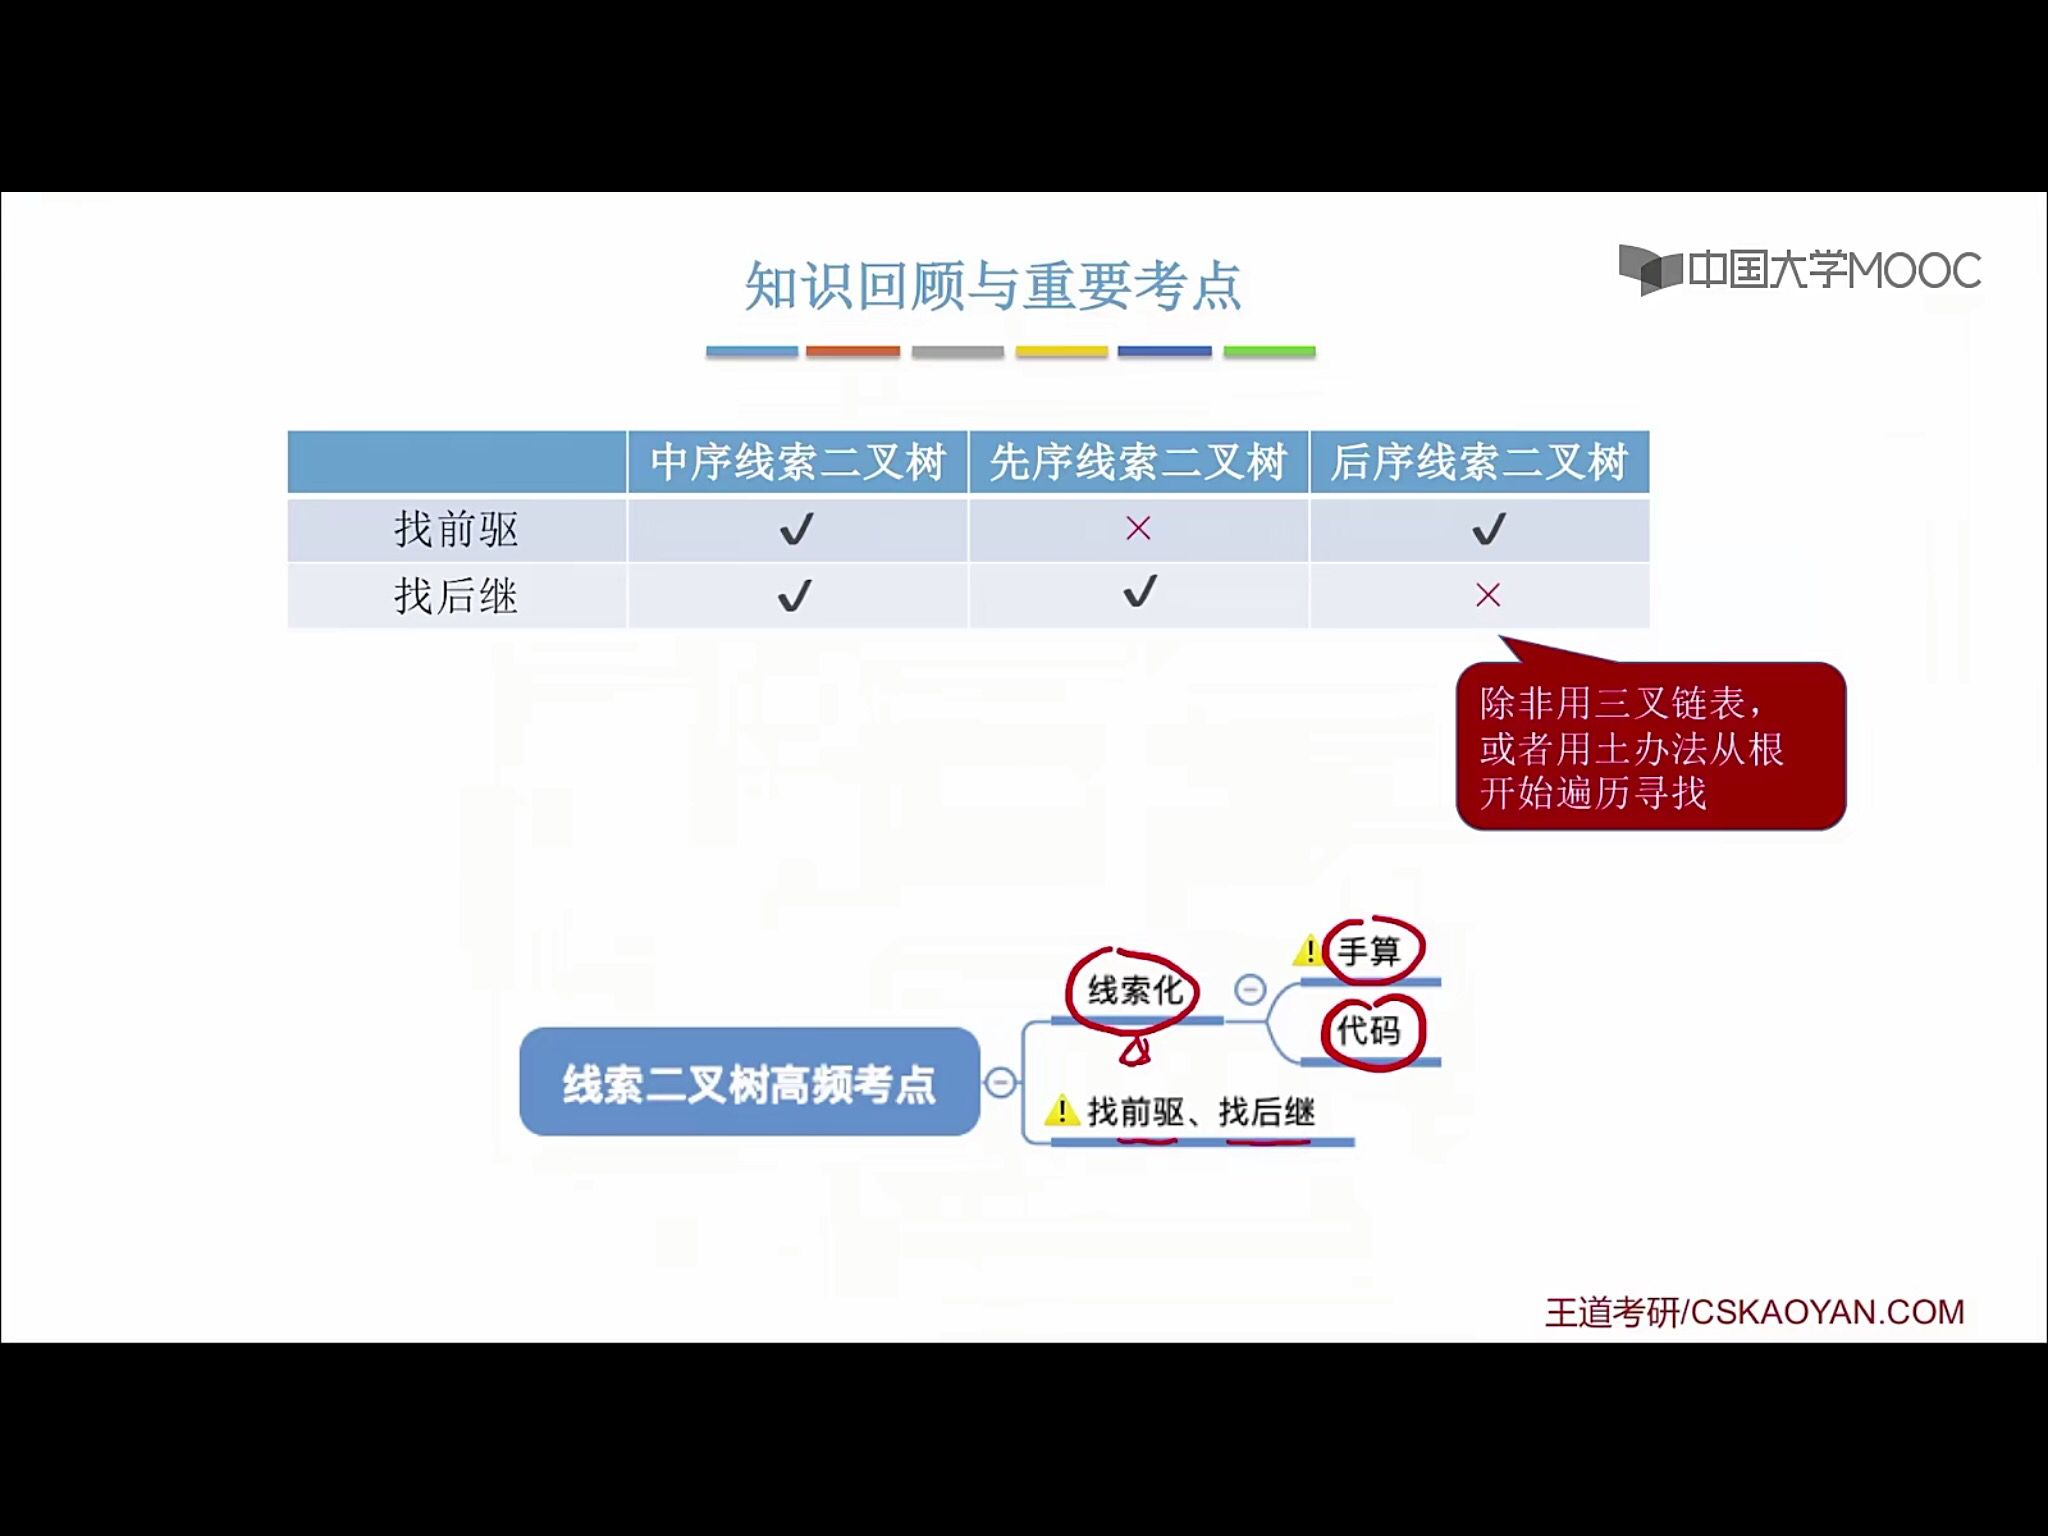 知识回顾与重要考点
中国大学MOOC
中序线索二叉树 先序线索二叉树 后序线索二叉树
找前驱 ✔ × ✔
找后继 ✔ ✔ ×
除非用三叉链表，
或者用土办法从根
开始遍历寻找
手算
线索化
代码
线索二叉树高频考点
找前驱、找后继
王道考研/CSKAOYAN.COM